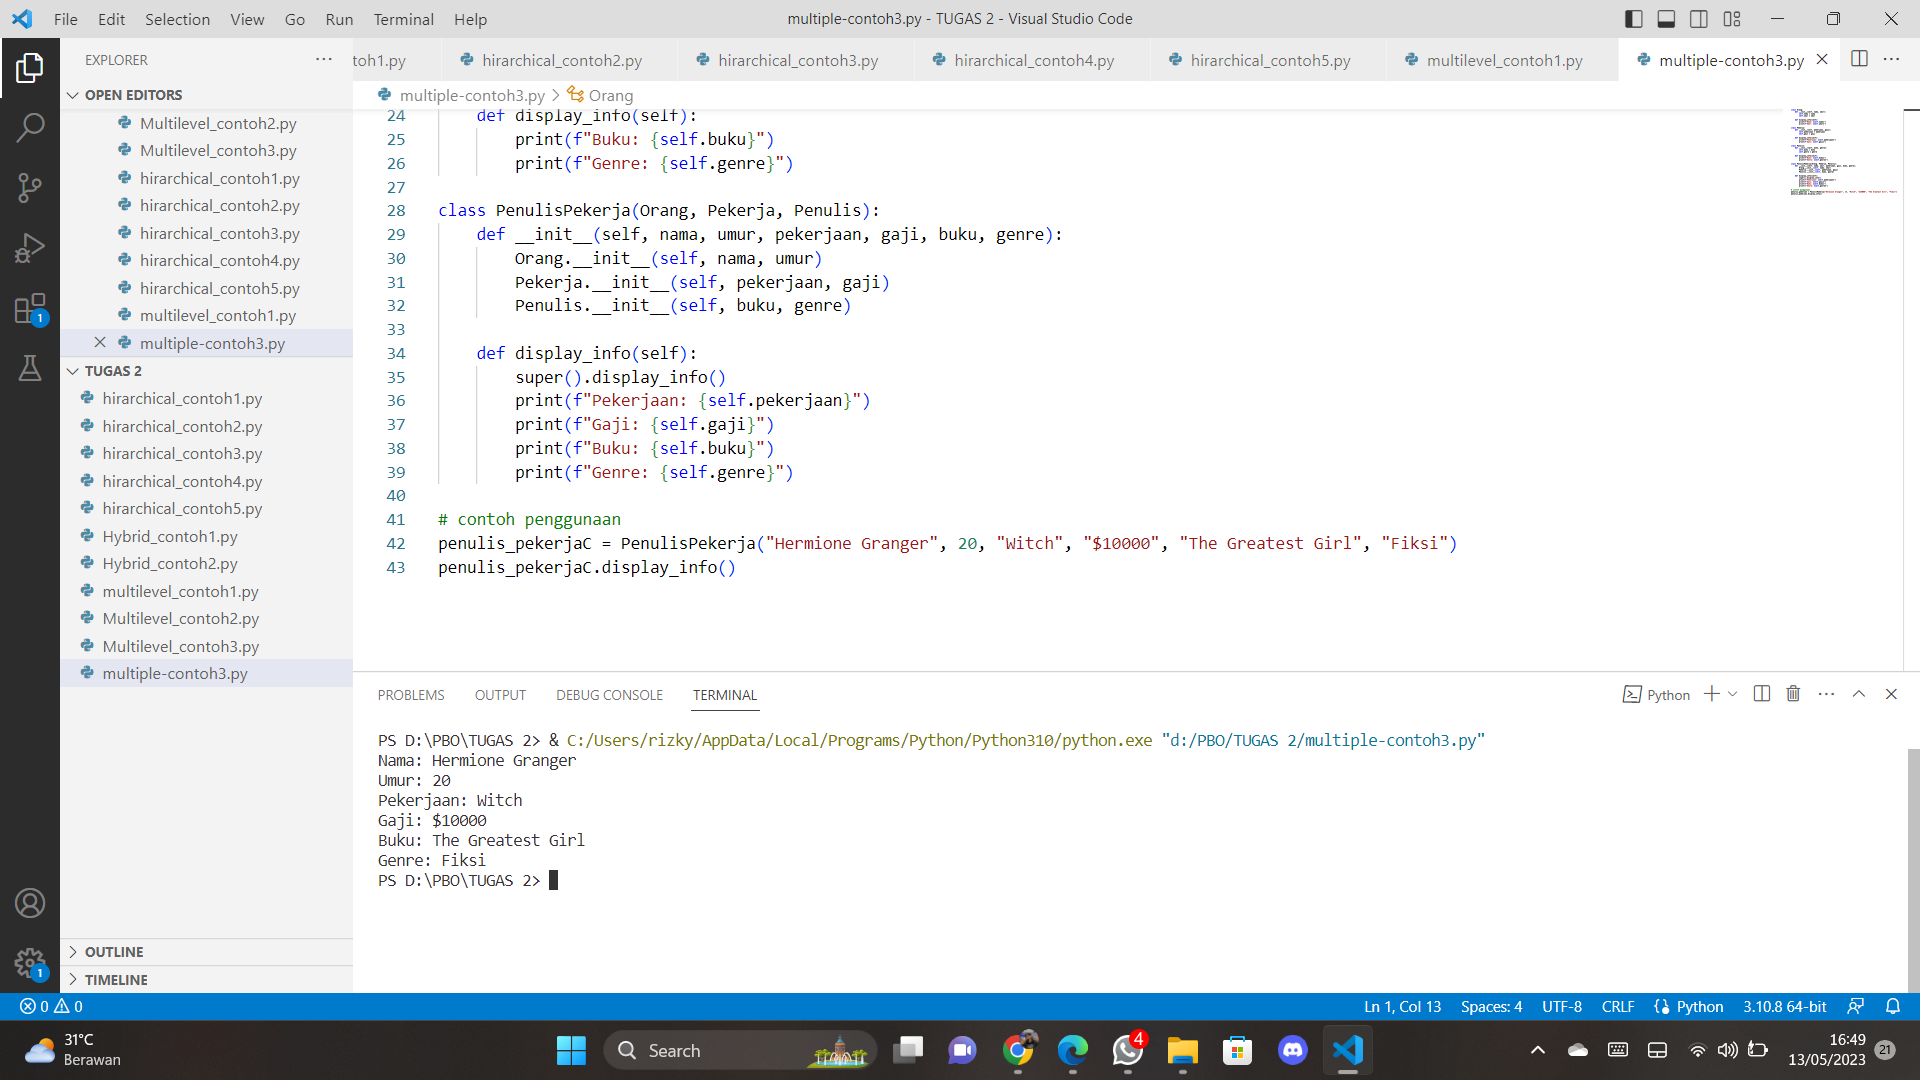 File Edit Selection View Go Run Terminal Help
multiple-contoh3.py - TUGAS 2 - Visual Studio Code
EXPLORER
toh1.py hirarchical_contoh2.py hirarchical_contoh3.py hirarchical_contoh4.py hirarchical_contoh5.py multilevel_contoh1.py multiple-contoh3.py
OPEN EDITORS
Multilevel_contoh2.py
Multilevel_contoh3.py
hirarchical_contoh1.py
hirarchical_contoh2.py
hirarchical_contoh3.py
hirarchical_contoh4.py
hirarchical_contoh5.py
multilevel_contoh1.py
multiple-contoh3.py
TUGAS 2
hirarchical_contoh1.py
hirarchical_contoh2.py
hirarchical_contoh3.py
hirarchical_contoh4.py
hirarchical_contoh5.py
Hybrid_contoh1.py
Hybrid_contoh2.py
multilevel_contoh1.py
Multilevel_contoh2.py
Multilevel_contoh3.py
multiple-contoh3.py
OUTLINE
TIMELINE
multiple-contoh3.py > Orang
24 def display_info(self):
25 print(f"Buku: {self.buku}")
26 print(f"Genre: {self.genre}")
27
28 class PenulisPekerja(Orang, Pekerja, Penulis):
29 def __init__(self, nama, umur, pekerjaan, gaji, buku, genre):
30 Orang.__init__(self, nama, umur)
31 Pekerja.__init__(self, pekerjaan, gaji)
32 Penulis.__init__(self, buku, genre)
33
34 def display_info(self):
35 super().display_info()
36 print(f"Pekerjaan: {self.pekerjaan}")
37 print(f"Gaji: {self.gaji}")
38 print(f"Buku: {self.buku}")
39 print(f"Genre: {self.genre}")
40
41 # contoh penggunaan
42 penulis_pekerjaC = PenulisPekerja("Hermione Granger", 20, "Witch", "$10000", "The Greatest Girl", "Fiksi")
43 penulis_pekerjaC.display_info()
PROBLEMS OUTPUT DEBUG CONSOLE TERMINAL
Python
PS D:\PBO\TUGAS 2> & C:/Users/rizky/AppData/Local/Programs/Python/Python310/python.exe "d:/PBO/TUGAS 2/multiple-contoh3.py"
Nama: Hermione Granger
Umur: 20
Pekerjaan: Witch
Gaji: $10000
Buku: The Greatest Girl
Genre: Fiksi
PS D:\PBO\TUGAS 2>
1
1
0 0
Ln 1, Col 13 Spaces: 4 UTF-8 CRLF Python 3.10.8 64-bit
31°C
Berawan
Search
4
16:49
13/05/2023
21